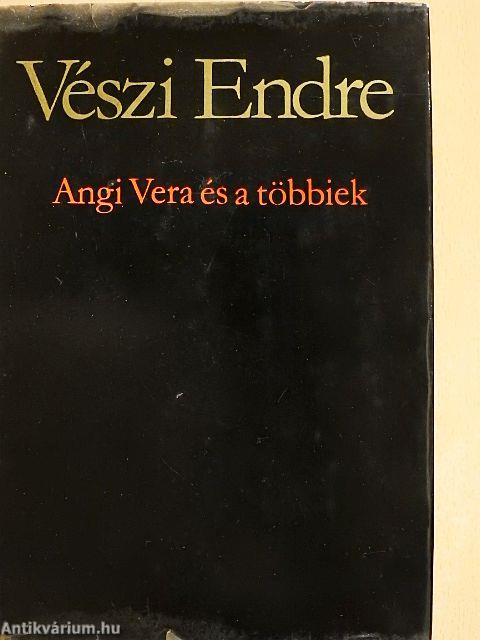 Vészi Endre
Angi Vera és a többiek
Antikvárium.hu